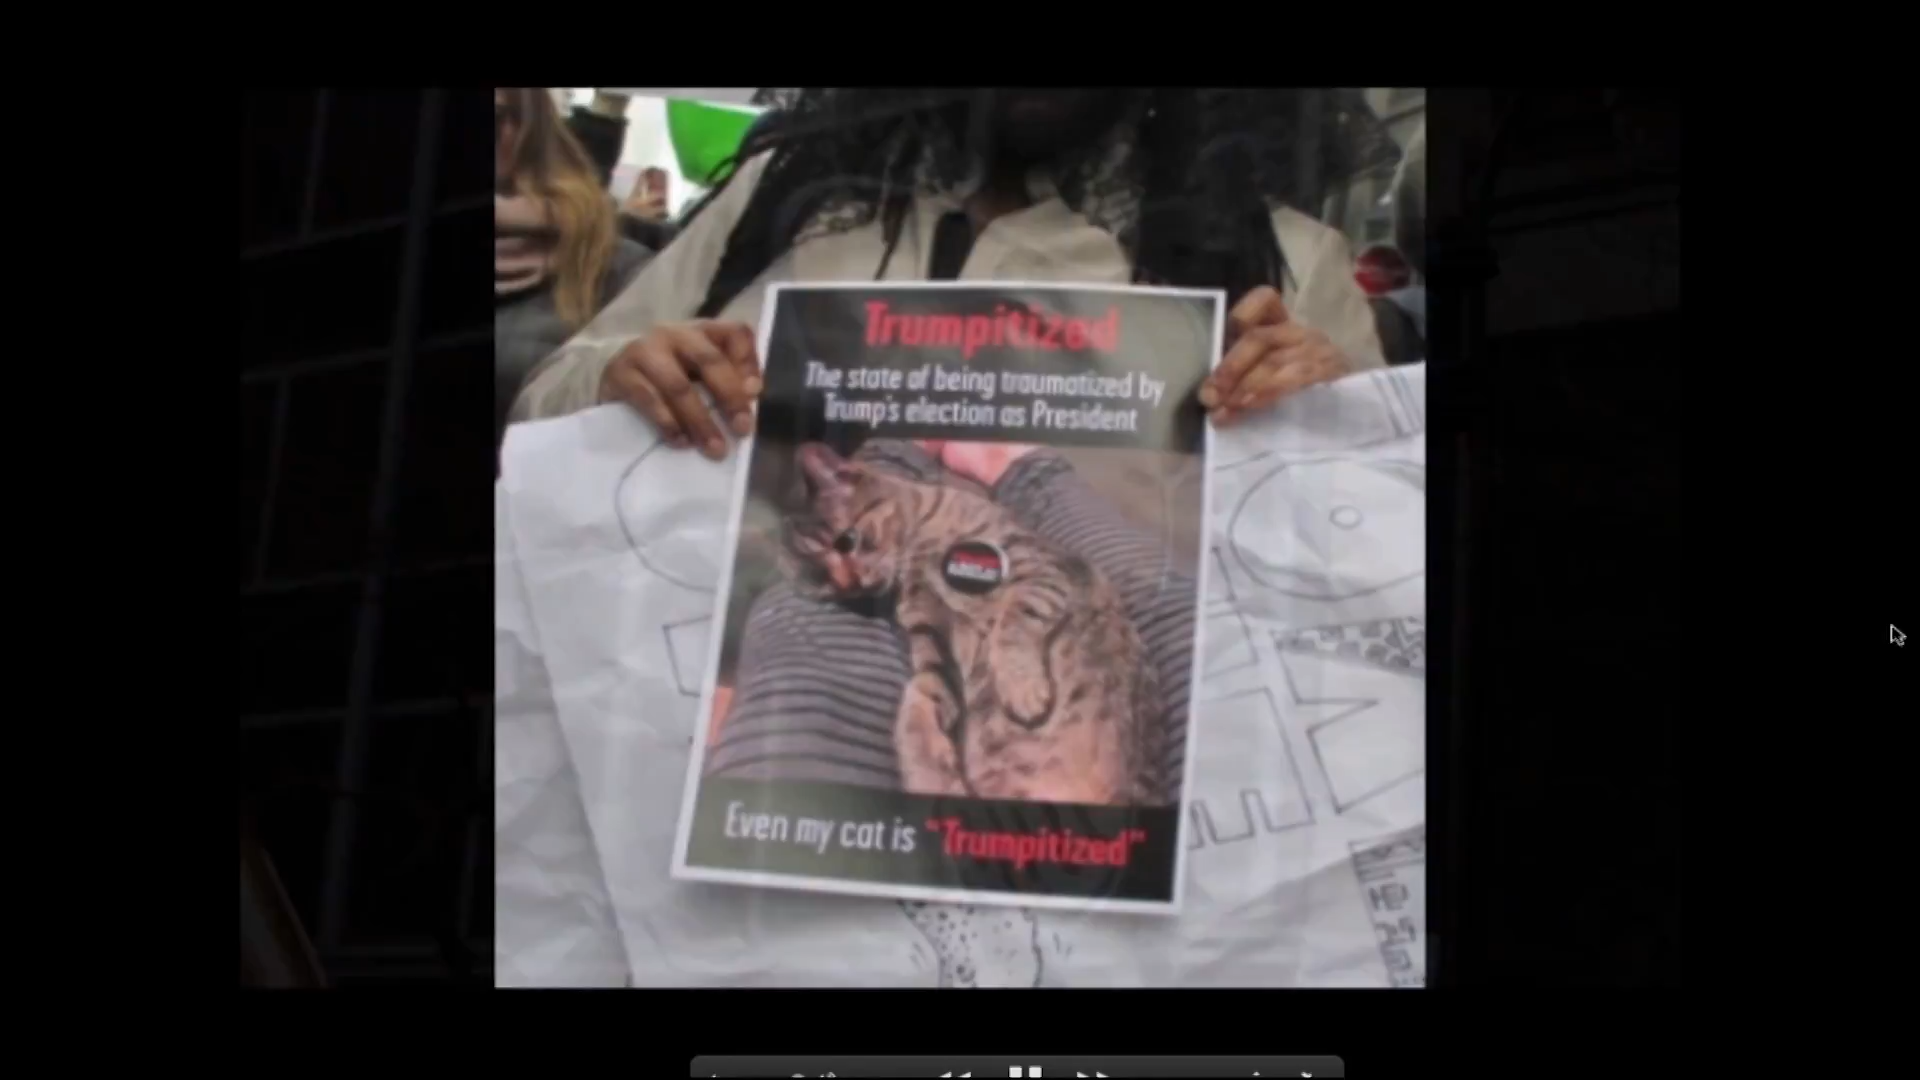 Trumpitized
The state of being traumatized by
Trump's election as President
Even my cat is "Trumpitized"